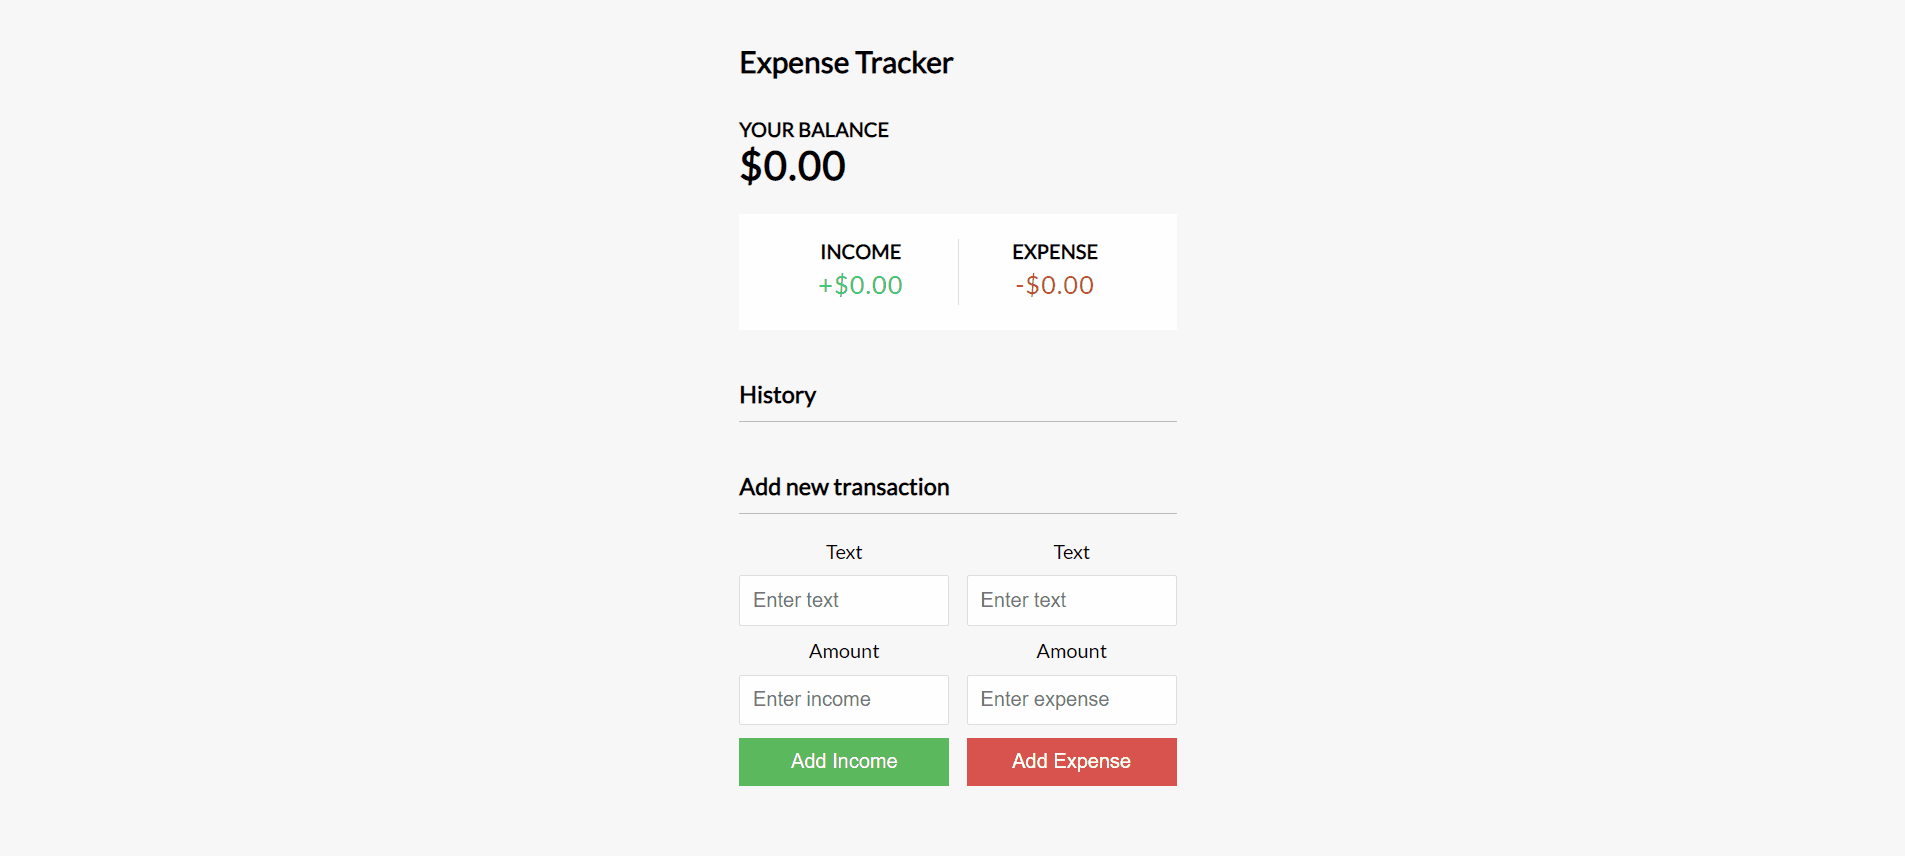 Expense Tracker
YOUR BALANCE
$0.00
INCOME EXPENSE
+$0.00 -$0.00
History
Add new transaction
Text Text
Enter text Enter text
Amount Amount
Enter income Enter expense
Add Income Add Expense